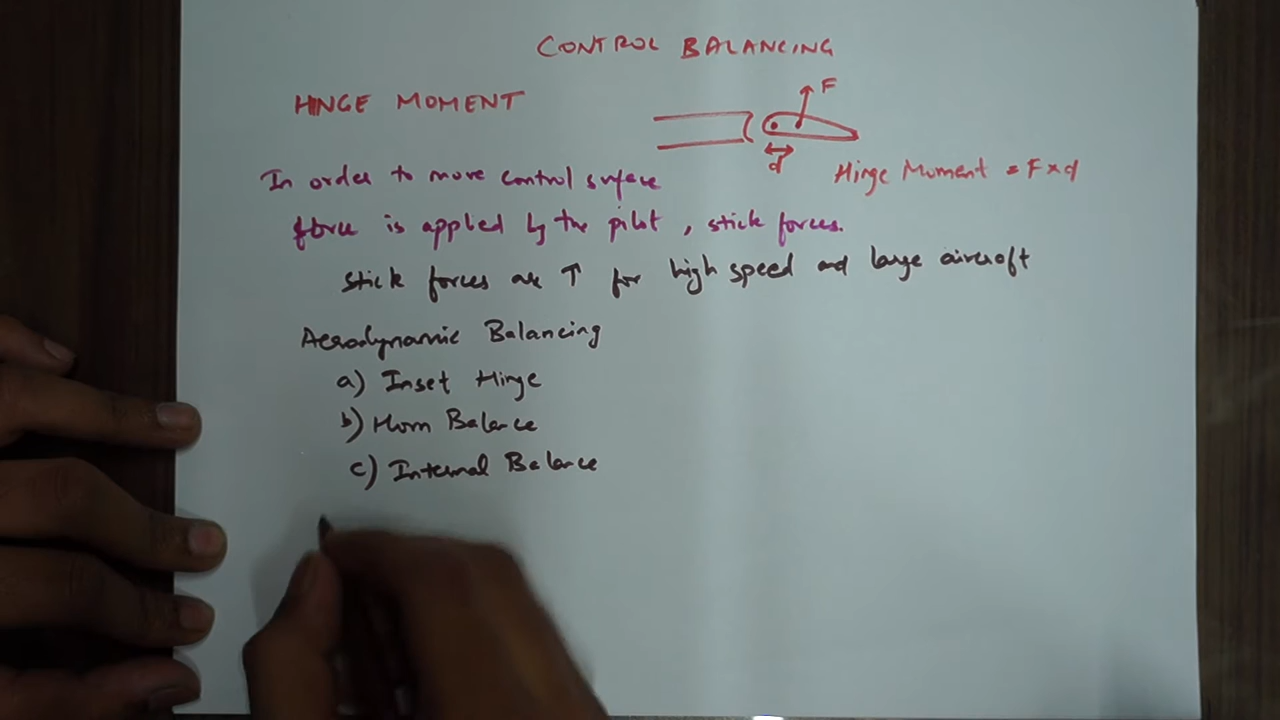 CONTROL BALANCING
HINGE MOMENT
F
d
Hinge Moment = F x d
In order to move control surface
force is applied by the pilot, stick forces.
Stick forces are ↑ for high speed and large aircraft
Aerodynamic Balancing
a) Inset Hinge
b) Horn Balance
c) Internal Balance